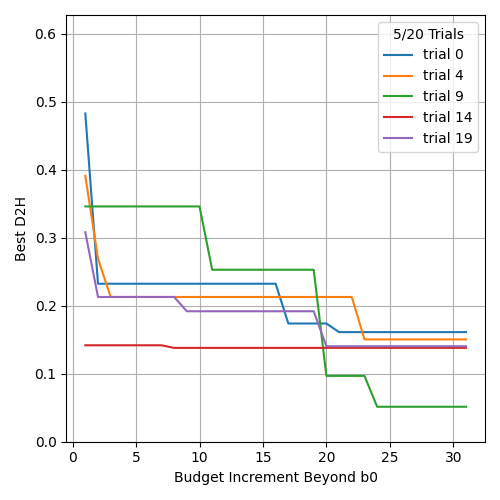 5/20 Trials
trial 0
trial 4
trial 9
trial 14
trial 19
0.6
0.5
0.4
0.3
0.2
0.1
0.0
Best D2H
0 5 10 15 20 25 30
Budget Increment Beyond b0